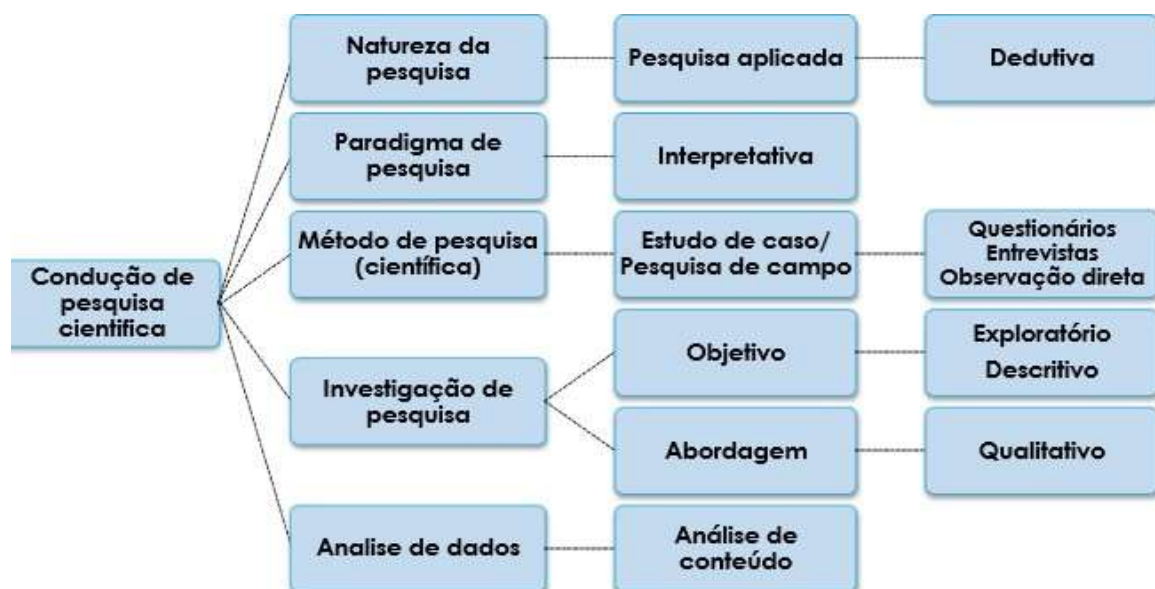 Natureza da
pesquisa
Pesquisa aplicada
Dedutiva
Paradigma de
pesquisa
Interpretativa
Método de pesquisa
(científica)
Estudo de caso/
Pesquisa de campo
Questionários
Entrevistas
Observação direta
Condução de
pesquisa
cientifica
Objetivo
Exploratório
Descritivo
Investigação de
pesquisa
Abordagem
Qualitativo
Analise de dados
Análise de
conteúdo